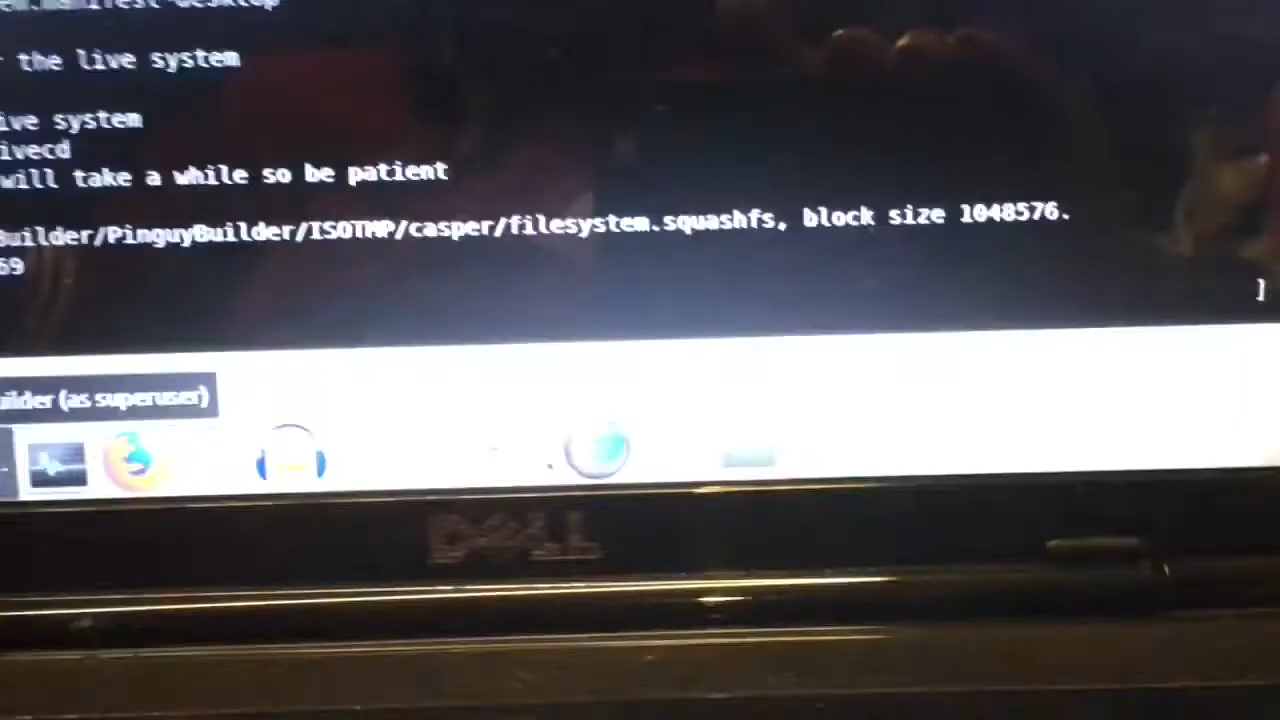 the live system
ive system
ivecd
will take a while so be patient
Builder/PinguyBuilder/ISOTMP/casper/filesystem.squashfs, block size 1048576.
69
]
uilder (as superuser)
DELL